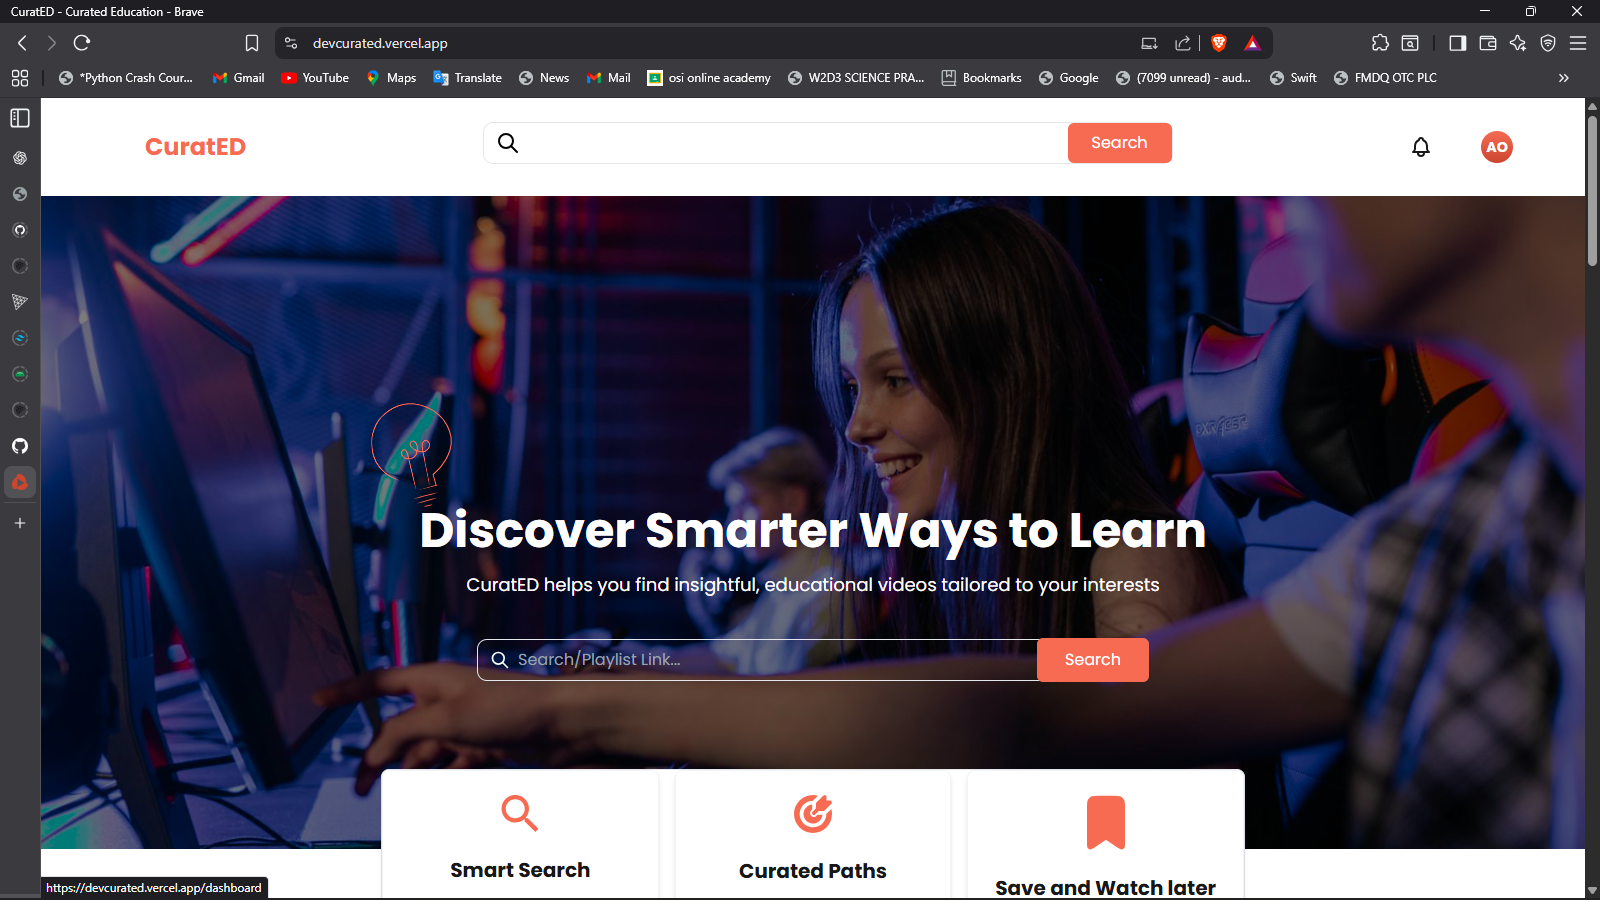 CuratED - Curated Education - Brave
devcurated.vercel.app
*Python Crash Cour...
Gmail
YouTube
Maps
Translate
News
Mail
osi online academy
W2D3 SCIENCE PRA...
Bookmarks
Google
(7099 unread) - aud...
Swift
FMDQ OTC PLC
»
CuratED
Search
AO
Discover Smarter Ways to Learn
CuratED helps you find insightful, educational videos tailored to your interests
Search/Playlist Link...
Search
Smart Search
Curated Paths
Save and Watch later
https://devcurated.vercel.app/dashboard